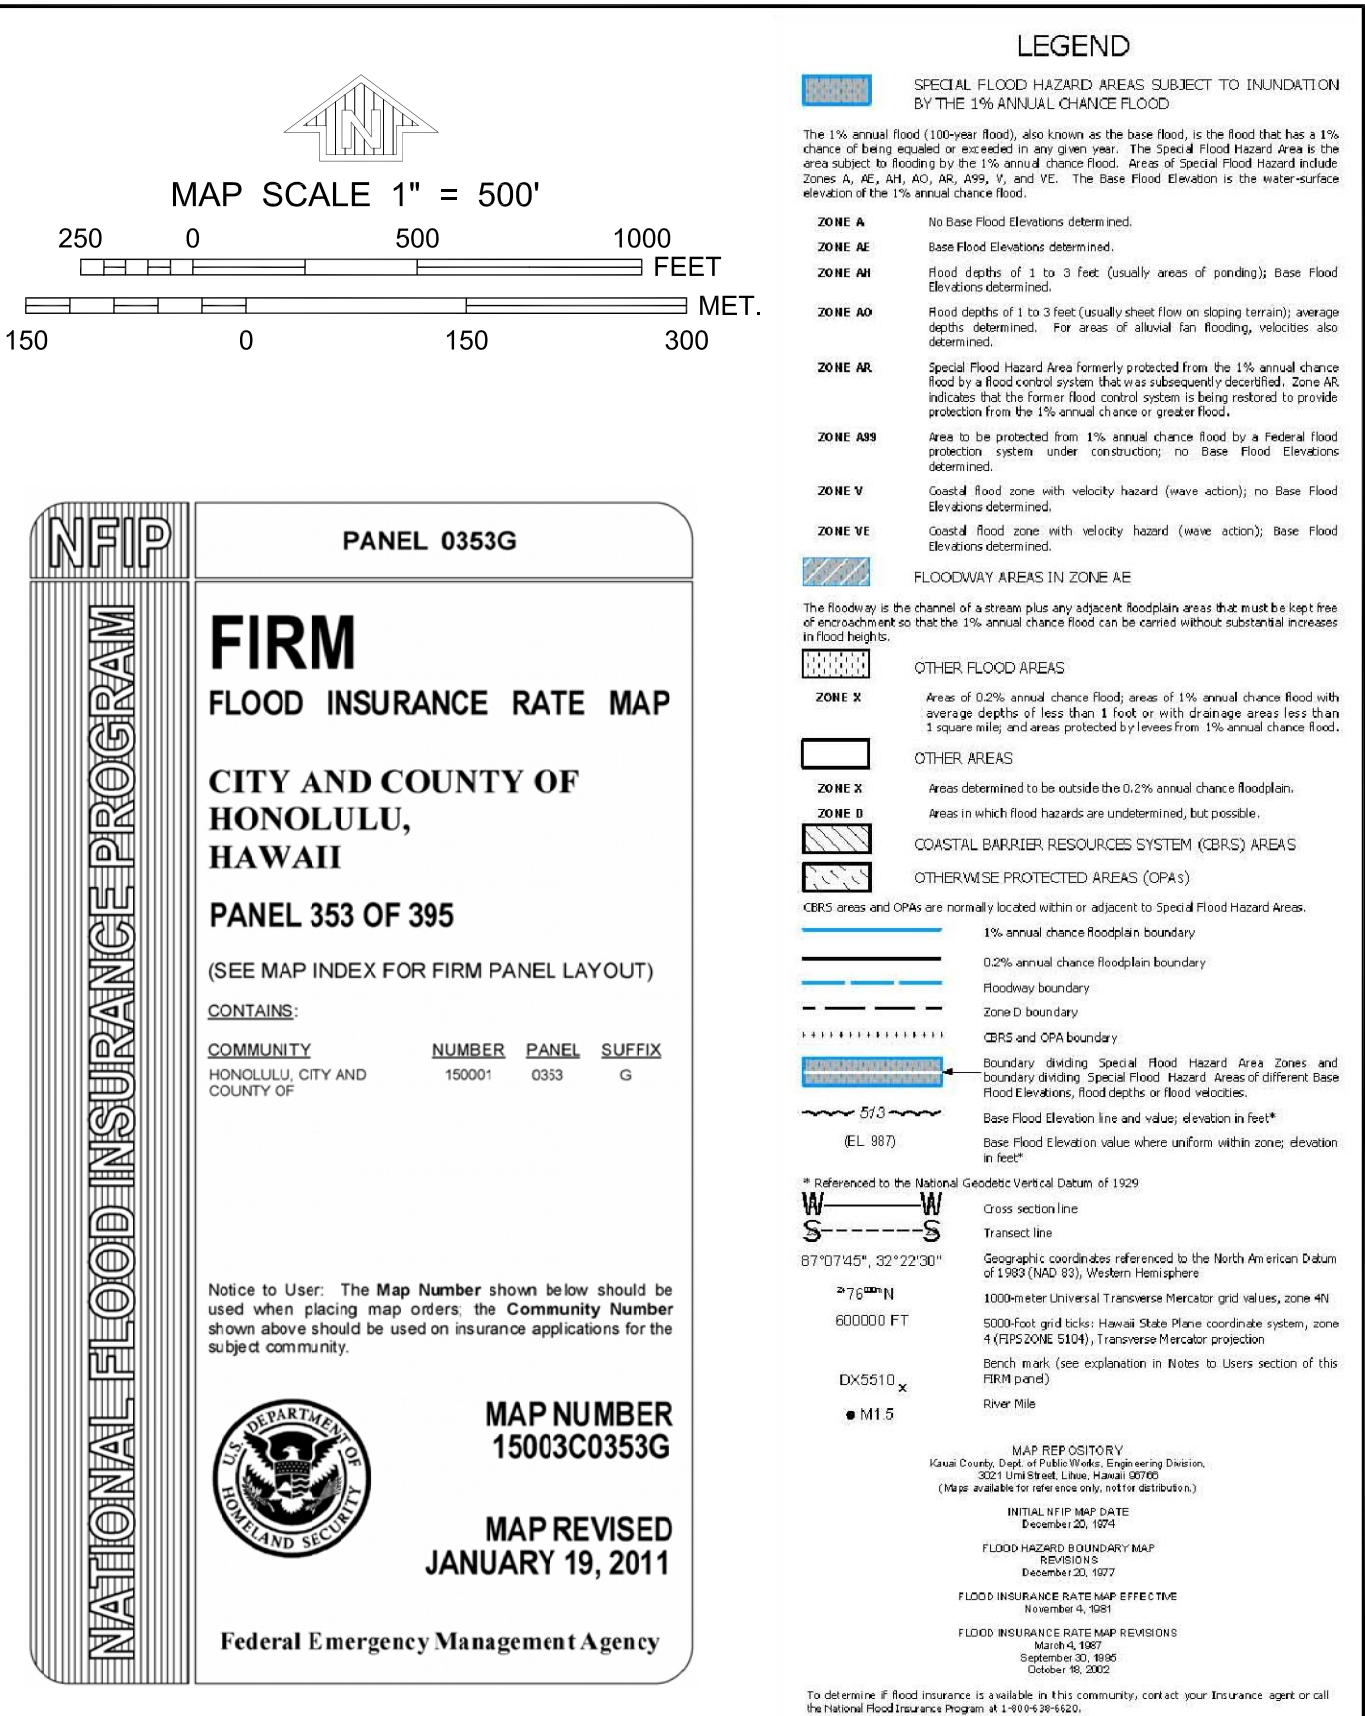 N
MAP SCALE 1" = 500'
250 0 500 1000
FEET
MET.
150 0 150 300
NFIP
PANEL 0353G
NATIONAL FLOOD INSURANCE PROGRAM
FIRM
FLOOD INSURANCE RATE MAP
CITY AND COUNTY OF
HONOLULU,
HAWAII
PANEL 353 OF 395
(SEE MAP INDEX FOR FIRM PANEL LAYOUT)
CONTAINS:
COMMUNITY NUMBER PANEL SUFFIX
HONOLULU, CITY AND 150001 0353 G
COUNTY OF
Notice to User: The Map Number shown below should be
used when placing map orders; the Community Number
shown above should be used on insurance applications for the
subject community.
U.S. DEPARTMENT OF
HOMELAND SECURITY
MAP NUMBER
15003C0353G
MAP REVISED
JANUARY 19, 2011
Federal Emergency Management Agency
LEGEND
SPECIAL FLOOD HAZARD AREAS SUBJECT TO INUNDATION
BY THE 1% ANNUAL CHANCE FLOOD
The 1% annual flood (100-year flood), also known as the base flood, is the flood that has a 1%
chance of being equaled or exceeded in any given year. The Special Flood Hazard Area is the
area subject to flooding by the 1% annual chance flood. Areas of Special Flood Hazard include
Zones A, AE, AH, AO, AR, A99, V, and VE. The Base Flood Elevation is the water-surface
elevation of the 1% annual chance flood.
ZONE A No Base Flood Elevations determined.
ZONE AE Base Flood Elevations determined.
ZONE AH Flood depths of 1 to 3 feet (usually areas of ponding); Base Flood
Elevations determined.
ZONE AO Flood depths of 1 to 3 feet (usually sheet flow on sloping terrain); average
depths determined. For areas of alluvial fan flooding, velocities also
determined.
ZONE AR Special Flood Hazard Area formerly protected from the 1% annual chance
flood by a flood control system that was subsequently decertified. Zone AR
indicates that the former flood control system is being restored to provide
protection from the 1% annual chance or greater flood.
ZONE A99 Area to be protected from 1% annual chance flood by a Federal flood
protection system under construction; no Base Flood Elevations
determined.
ZONE V Coastal flood zone with velocity hazard (wave action); no Base Flood
Elevations determined.
ZONE VE Coastal flood zone with velocity hazard (wave action); Base Flood
Elevations determined.
FLOODWAY AREAS IN ZONE AE
The floodway is the channel of a stream plus any adjacent floodplain areas that must be kept free
of encroachment so that the 1% annual chance flood can be carried without substantial increases
in flood heights.
OTHER FLOOD AREAS
ZONE X Areas of 0.2% annual chance flood; areas of 1% annual chance flood with
average depths of less than 1 foot or with drainage areas less than
1 square mile; and areas protected by levees from 1% annual chance flood.
OTHER AREAS
ZONE X Areas determined to be outside the 0.2% annual chance floodplain.
ZONE D Areas in which flood hazards are undetermined, but possible.
COASTAL BARRIER RESOURCES SYSTEM (CBRS) AREAS
OTHERWISE PROTECTED AREAS (OPAs)
CBRS areas and OPAs are normally located within or adjacent to Special Flood Hazard Areas.
1% annual chance floodplain boundary
0.2% annual chance floodplain boundary
Floodway boundary
Zone D boundary
CBRS and OPA boundary
Boundary dividing Special Flood Hazard Area Zones and
boundary dividing Special Flood Hazard Areas of different Base
Flood Elevations, flood depths or flood velocities.
513 Base Flood Elevation line and value; elevation in feet*
(EL 987) Base Flood Elevation value where uniform within zone; elevation
in feet*
* Referenced to the National Geodetic Vertical Datum of 1929
W W Cross section line
S S Transect line
87°07'45", 32°22'30" Geographic coordinates referenced to the North American Datum
of 1983 (NAD 83), Western Hemisphere
76 N 1000-meter Universal Transverse Mercator grid values, zone 4N
600000 FT 5000-foot grid ticks: Hawaii State Plane coordinate system, zone
4 (FIPSZONE 5104), Transverse Mercator projection
DX5510 x Bench mark (see explanation in Notes to Users section of this
FIRM panel)
● M1.5 River Mile
MAP REPOSITORY
Kauai County, Dept. of Public Works, Engineering Division,
3021 Umi Street, Lihue, Hawaii 96766
(Maps available for reference only, not for distribution.)
INITIAL NFIP MAP DATE
December 20, 1974
FLOOD HAZARD BOUNDARY MAP
REVISIONS
December 20, 1977
FLOOD INSURANCE RATE MAP EFFECTIVE
November 4, 1981
FLOOD INSURANCE RATE MAP REVISIONS
March 4, 1987
September 30, 1995
October 18, 2002
To determine if flood insurance is available in this community, contact your Insurance agent or call
the National Flood Insurance Program at 1-800-638-6620.